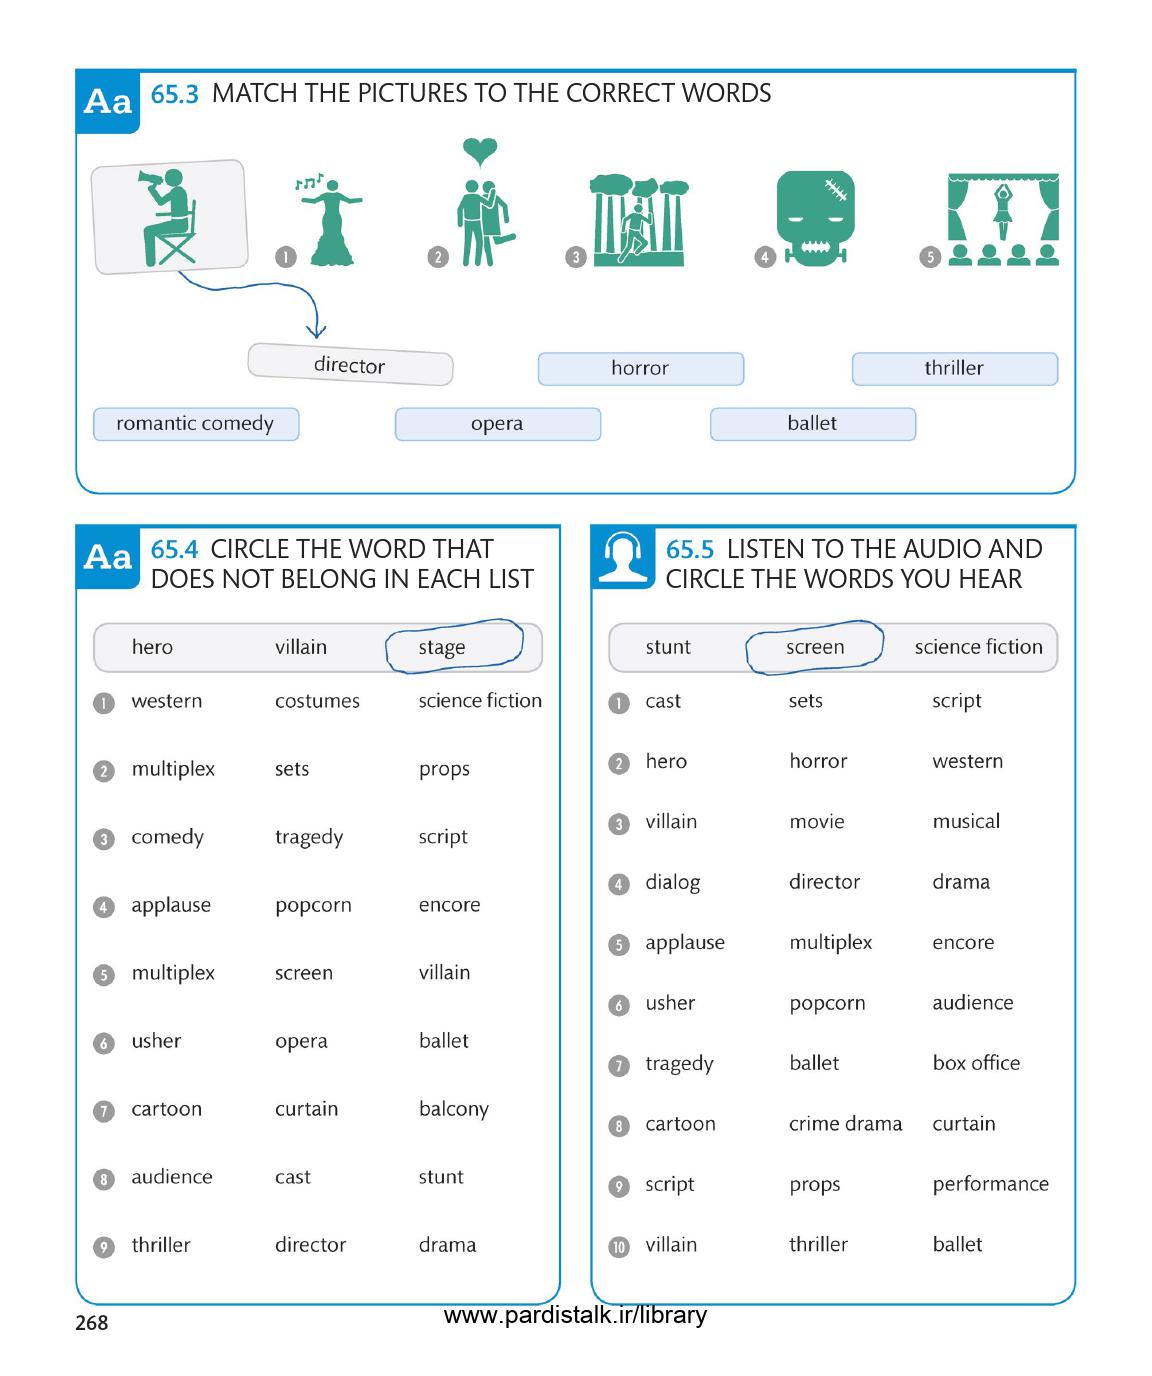 Aa 65.3 MATCH THE PICTURES TO THE CORRECT WORDS
1 2 3 4 5
director horror thriller
romantic comedy opera ballet
Aa 65.4 CIRCLE THE WORD THAT
DOES NOT BELONG IN EACH LIST
hero villain stage
1 western costumes science fiction
2 multiplex sets props
3 comedy tragedy script
4 applause popcorn encore
5 multiplex screen villain
6 usher opera ballet
7 cartoon curtain balcony
8 audience cast stunt
9 thriller director drama
65.5 LISTEN TO THE AUDIO AND
CIRCLE THE WORDS YOU HEAR
stunt screen science fiction
1 cast sets script
2 hero horror western
3 villain movie musical
4 dialog director drama
5 applause multiplex encore
6 usher popcorn audience
7 tragedy ballet box office
8 cartoon crime drama curtain
9 script props performance
10 villain thriller ballet
268
www.pardistalk.ir/library